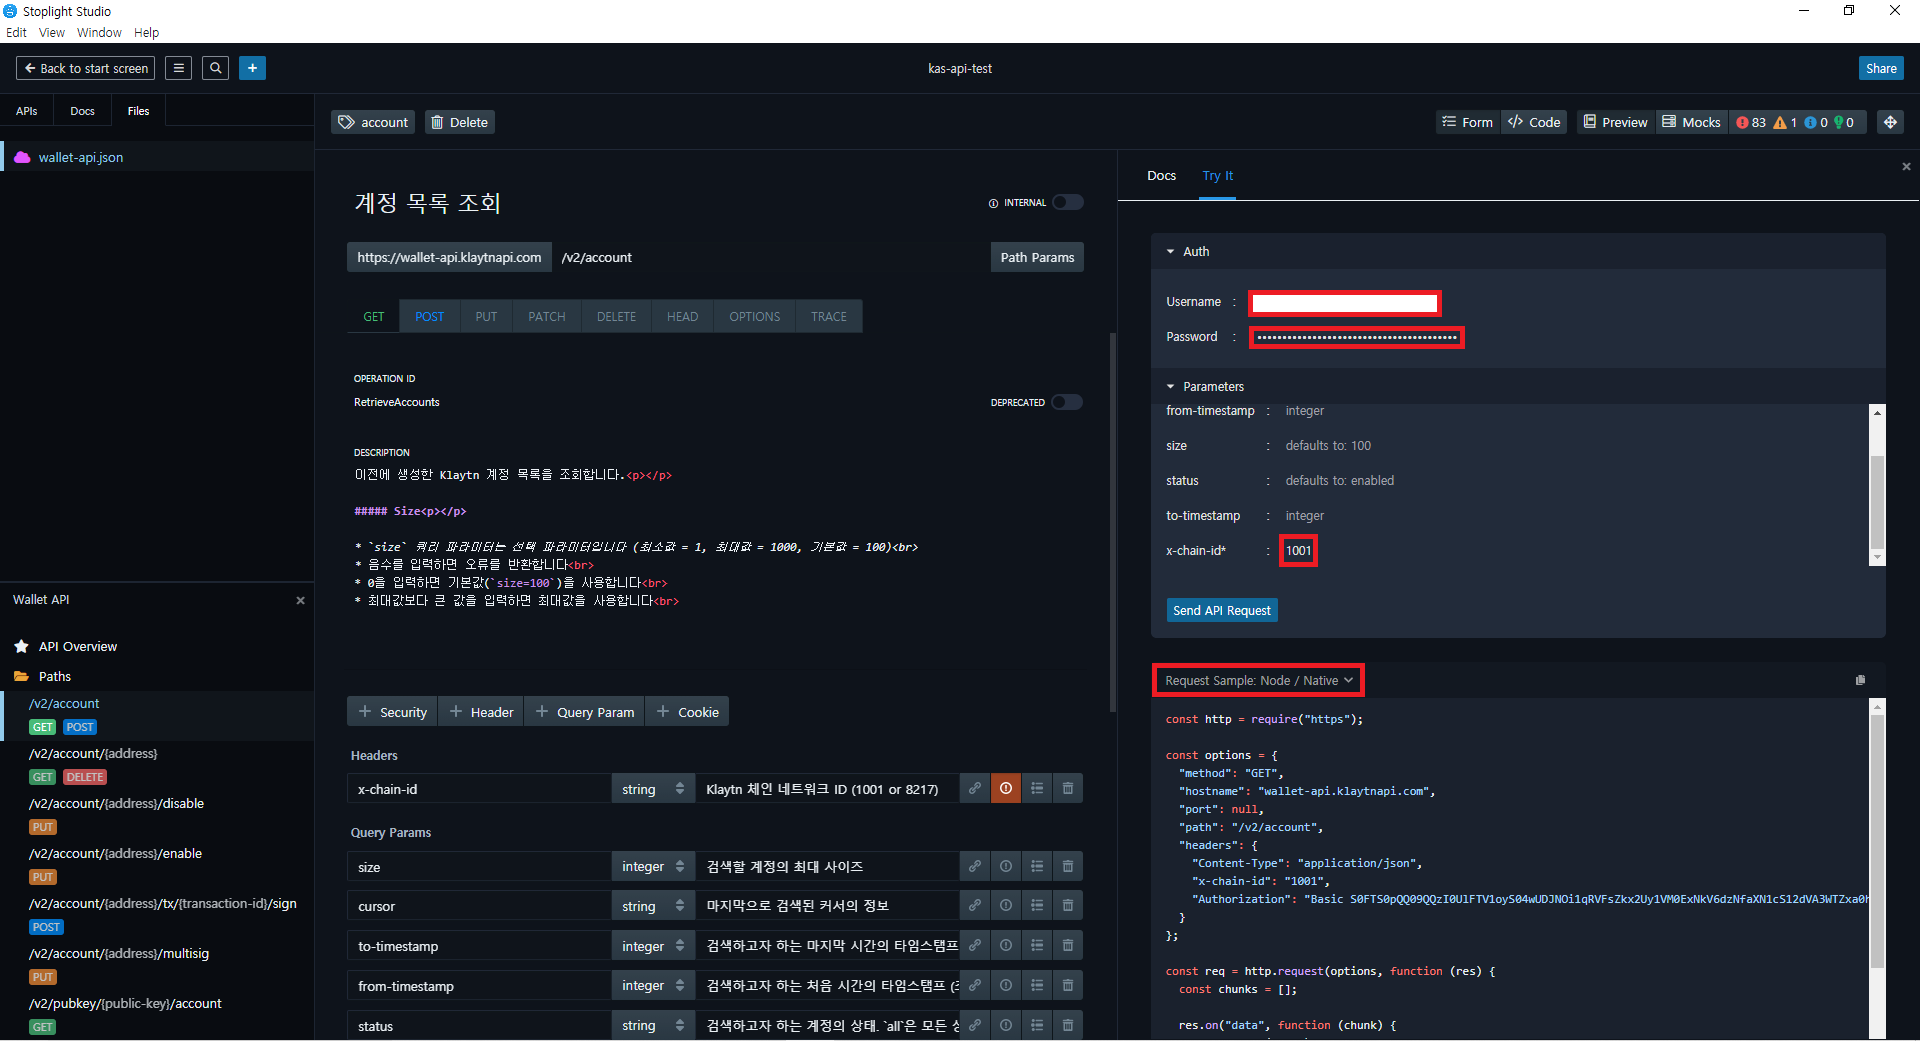 Stoplight Studio
Edit View Window Help
Back to start screen
kas-api-test
Share
APIs Docs Files
account Delete
Form Code Preview Mocks 83 1 0 0
wallet-api.json
Docs Try It
계정 목록 조회
INTERNAL
https://wallet-api.klaytnapi.com /v2/account Path Params
GET POST PUT PATCH DELETE HEAD OPTIONS TRACE
OPERATION ID
RetrieveAccounts
DEPRECATED
DESCRIPTION
이전에 생성한 Klaytn 계정 목록을 조회합니다.<p></p>
##### Size<p></p>
* `size` 쿼리 파라미터는 선택 파라미터입니다 (최소값 = 1, 최대값 = 1000, 기본값 = 100)<br>
* 음수를 입력하면 오류를 반환합니다<br>
* 0을 입력하면 기본값(`size=100`)을 사용합니다<br>
* 최대값보다 큰 값을 입력하면 최대값을 사용합니다<br>
+ Security + Header + Query Param + Cookie
Headers
x-chain-id string Klaytn 체인 네트워크 ID (1001 or 8217)
Query Params
size integer 검색할 계정의 최대 사이즈
cursor string 마지막으로 검색된 커서의 정보
to-timestamp integer 검색하고자 하는 마지막 시간의 타임스탬프
from-timestamp integer 검색하고자 하는 처음 시간의 타임스탬프
status string 검색하고자 하는 계정의 상태. `all`은 모든
Wallet API
API Overview
Paths
/v2/account
GET POST
/v2/account/{address}
GET DELETE
/v2/account/{address}/disable
PUT
/v2/account/{address}/enable
PUT
/v2/account/{address}/tx/{transaction-id}/sign
POST
/v2/account/{address}/multisig
PUT
/v2/pubkey/{public-key}/account
GET
Auth
Username :
Password :
Parameters
from-timestamp : integer
size : defaults to: 100
status : defaults to: enabled
to-timestamp : integer
x-chain-id* : 1001
Send API Request
Request Sample: Node / Native
const http = require("https");
const options = {
"method": "GET",
"hostname": "wallet-api.klaytnapi.com",
"port": null,
"path": "/v2/account",
"headers": {
"Content-Type": "application/json",
"x-chain-id": "1001",
"Authorization": "Basic
}
};
const req = http.request(options, function (res) {
const chunks = [];
res.on("data", function (chunk) {